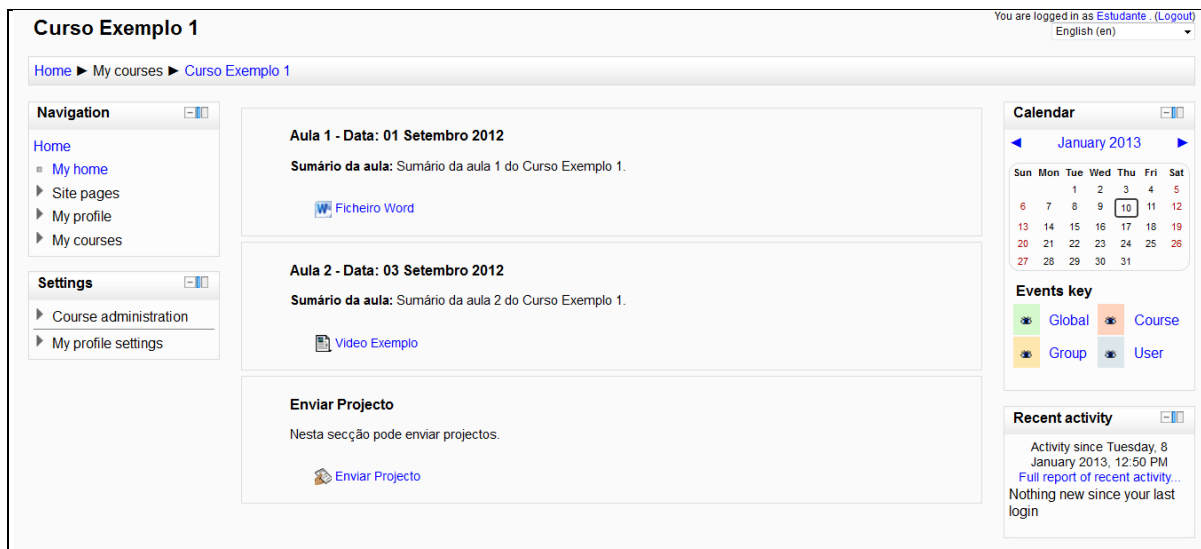 Curso Exemplo 1
You are logged in as Estudante . (Logout)
English (en)
Home ► My courses ► Curso Exemplo 1
Navigation
Home
My home
Site pages
My profile
My courses
Settings
Course administration
My profile settings
Aula 1 - Data: 01 Setembro 2012
Sumário da aula: Sumário da aula 1 do Curso Exemplo 1.
Ficheiro Word
Aula 2 - Data: 03 Setembro 2012
Sumário da aula: Sumário da aula 2 do Curso Exemplo 1.
Video Exemplo
Enviar Projecto
Nesta secção pode enviar projectos.
Enviar Projecto
Calendar
◄ January 2013 ►
Sun Mon Tue Wed Thu Fri Sat
1 2 3 4 5
6 7 8 9 10 11 12
13 14 15 16 17 18 19
20 21 22 23 24 25 26
27 28 29 30 31
Events key
Global Course
Group User
Recent activity
Activity since Tuesday, 8
January 2013, 12:50 PM
Full report of recent activity...
Nothing new since your last
login